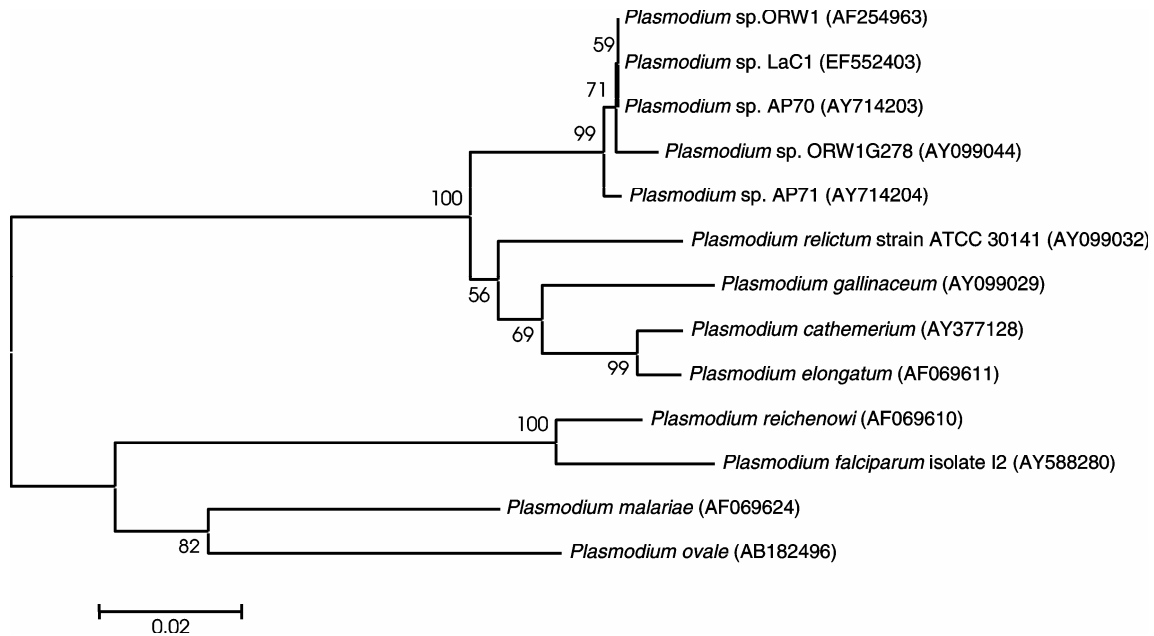 Plasmodium sp.ORW1 (AF254963)
59
Plasmodium sp. LaC1 (EF552403)
71
Plasmodium sp. AP70 (AY714203)
99
Plasmodium sp. ORW1G278 (AY099044)
100
Plasmodium sp. AP71 (AY714204)
Plasmodium relictum strain ATCC 30141 (AY099032)
56
Plasmodium gallinaceum (AY099029)
69
Plasmodium cathemerium (AY377128)
99
Plasmodium elongatum (AF069611)
100
Plasmodium reichenowi (AF069610)
Plasmodium falciparum isolate I2 (AY588280)
Plasmodium malariae (AF069624)
82
Plasmodium ovale (AB182496)
0.02